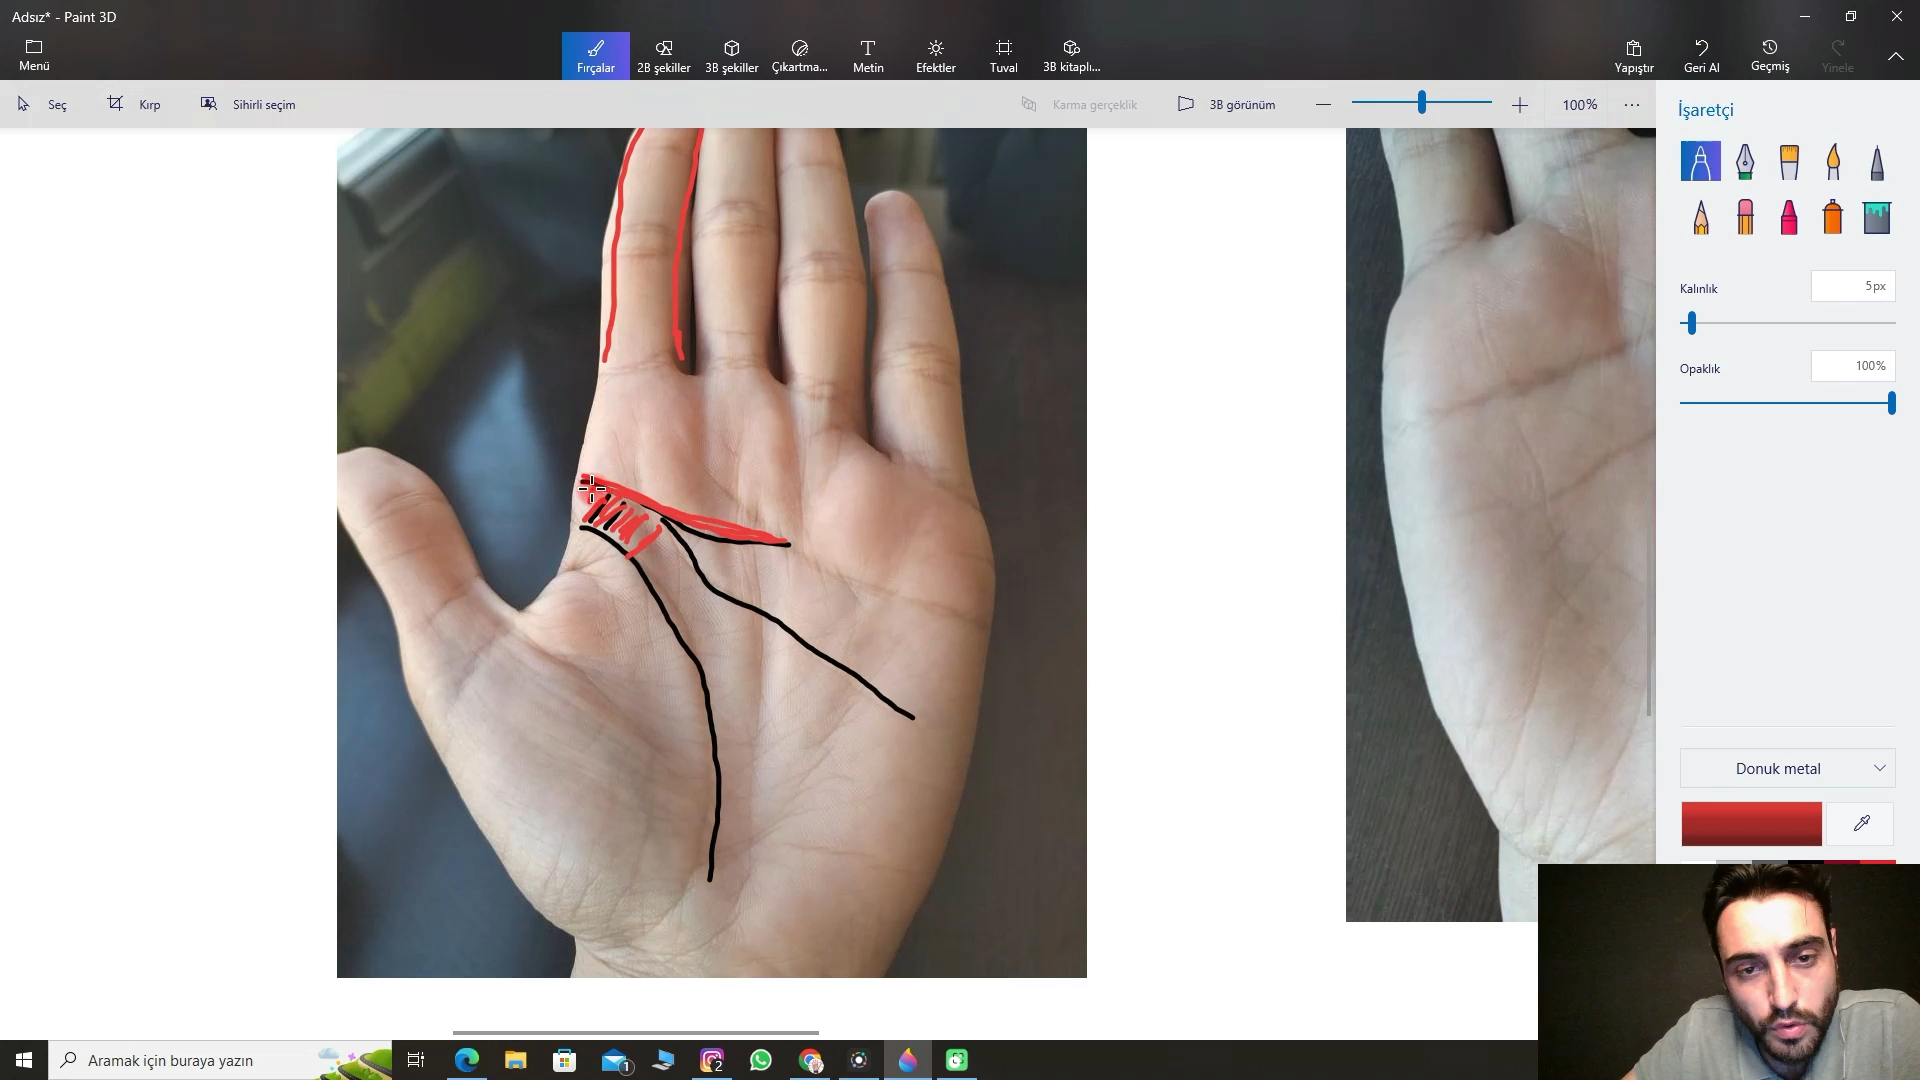 Adsız* - Paint 3D
Menü
Fırçalar
2B şekiller
3B şekiller
Çıkartma...
Metin
Efektler
Tuval
3B kitaplı...
Yapıştır
Geri Al
Geçmiş
Yinele
Seç
Kırp
Sihirli seçim
Karma gerçeklik
3B görünüm
100%
İşaretçi
Kalınlık
5px
Opaklık
100%
Donuk metal
Aramak için buraya yazın
1
2